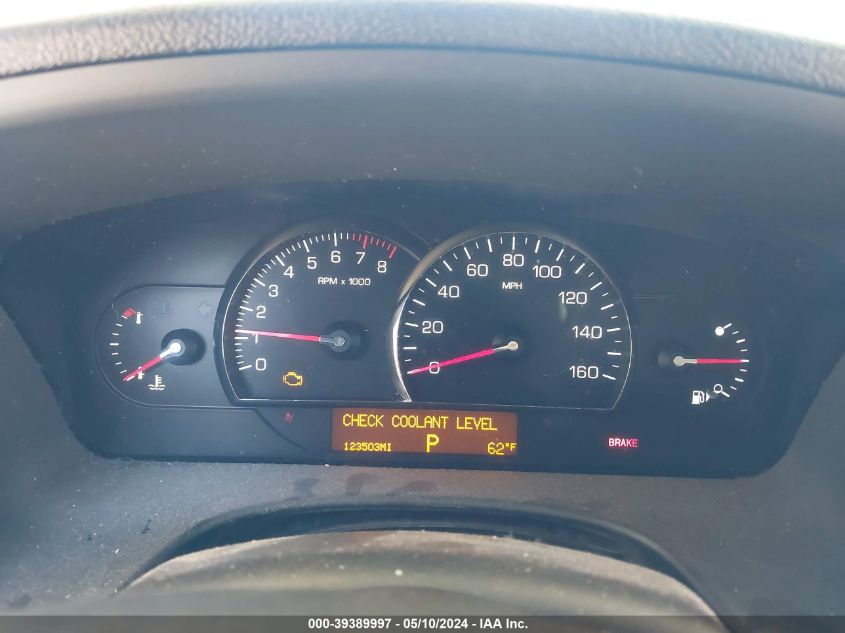 0 1 2 3 4 5 6 7 8
RPM x 1000
0 20 40 60 80 100 120 140 160
MPH
CHECK COOLANT LEVEL
123503MI P 62°F
BRAKE
000-39389997 - 05/10/2024 - IAA Inc.